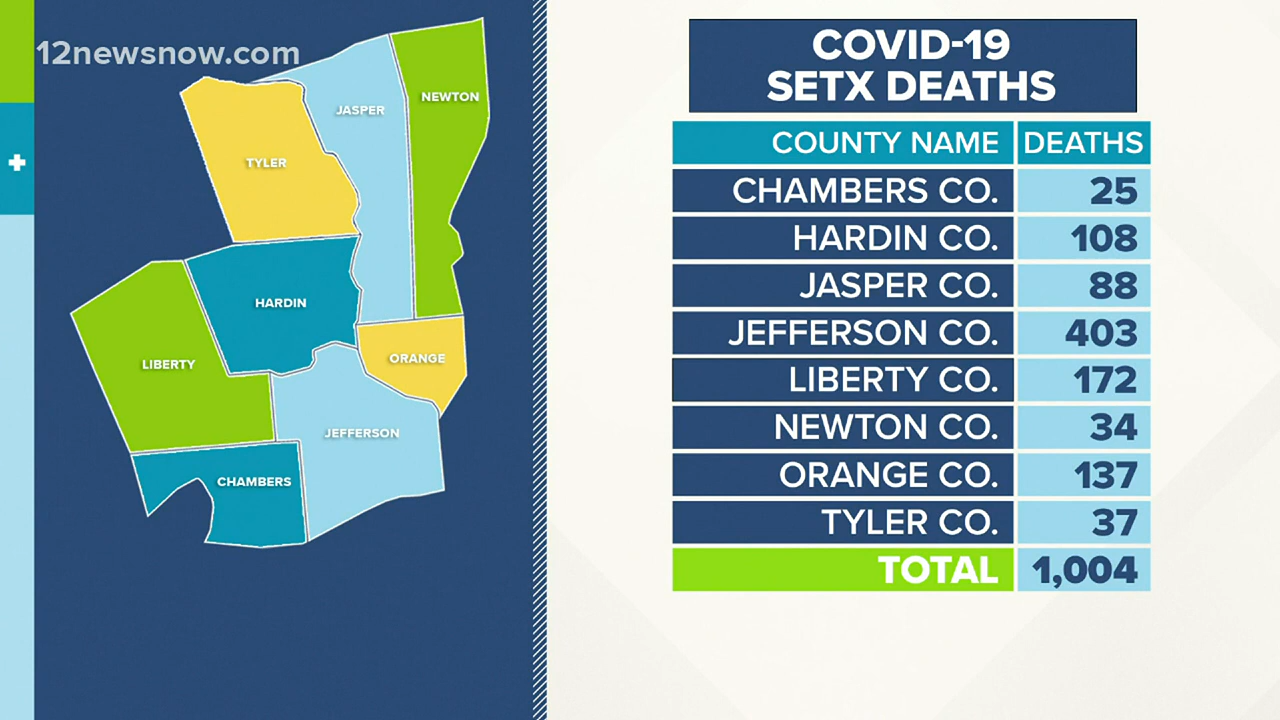 12newsnow.com
JASPER
NEWTON
TYLER
HARDIN
LIBERTY
ORANGE
JEFFERSON
CHAMBERS
COVID-19
SETX DEATHS
COUNTY NAME DEATHS
CHAMBERS CO. 25
HARDIN CO. 108
JASPER CO. 88
JEFFERSON CO. 403
LIBERTY CO. 172
NEWTON CO. 34
ORANGE CO. 137
TYLER CO. 37
TOTAL 1,004